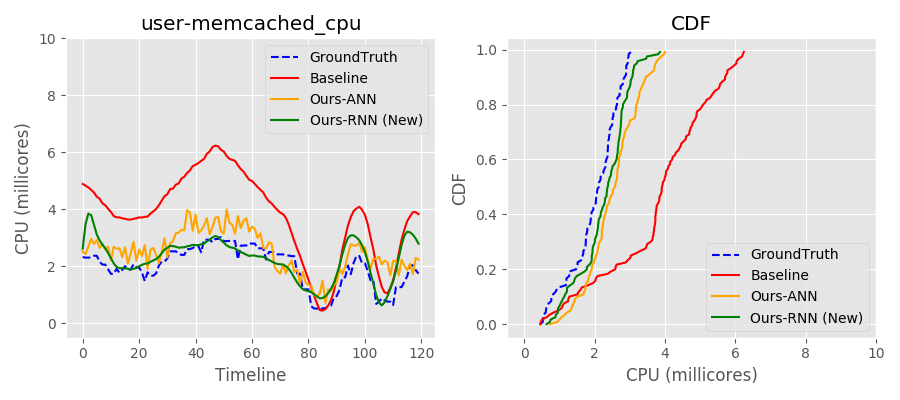 user-memcached_cpu
CPU (millicores)
10
8
6
4
2
0
GroundTruth
Baseline
Ours-ANN
Ours-RNN (New)
0 20 40 60 80 100 120
Timeline
CDF
CDF
1.0
0.8
0.6
0.4
0.2
0.0
GroundTruth
Baseline
Ours-ANN
Ours-RNN (New)
0 2 4 6 8 10
CPU (millicores)